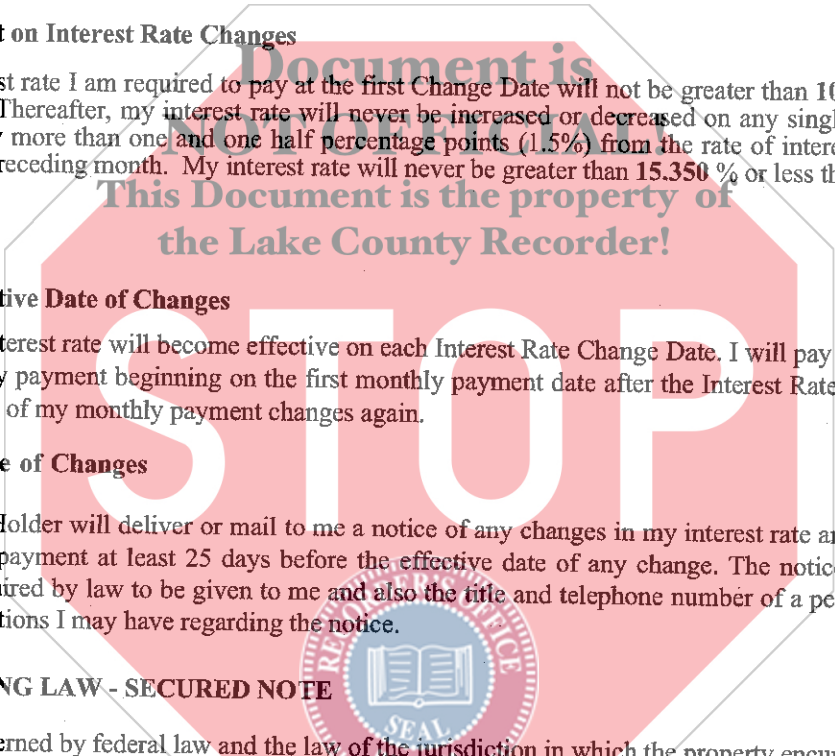 t on Interest Rate Changes
Document is
st rate I am required to pay at the first Change Date will not be greater than 10
Thereafter, my interest rate will never be increased or decreased on any singl
NOT OFFICIAL!
y more than one and one half percentage points (1.5%) from the rate of intere
receding month. My interest rate will never be greater than 15.350 % or less th
This Document is the property of
the Lake County Recorder!
tive Date of Changes
terest rate will become effective on each Interest Rate Change Date. I will pay
y payment beginning on the first monthly payment date after the Interest Rate
of my monthly payment changes again.
STOP
e of Changes
Holder will deliver or mail to me a notice of any changes in my interest rate an
payment at least 25 days before the effective date of any change. The notice
ired by law to be given to me and also the title and telephone number of a pe
tions I may have regarding the notice.
RECORDER'S OFFICE
NG LAW - SECURED NOTE
SEAL
erned by federal law and the law of the jurisdiction in which the property encu